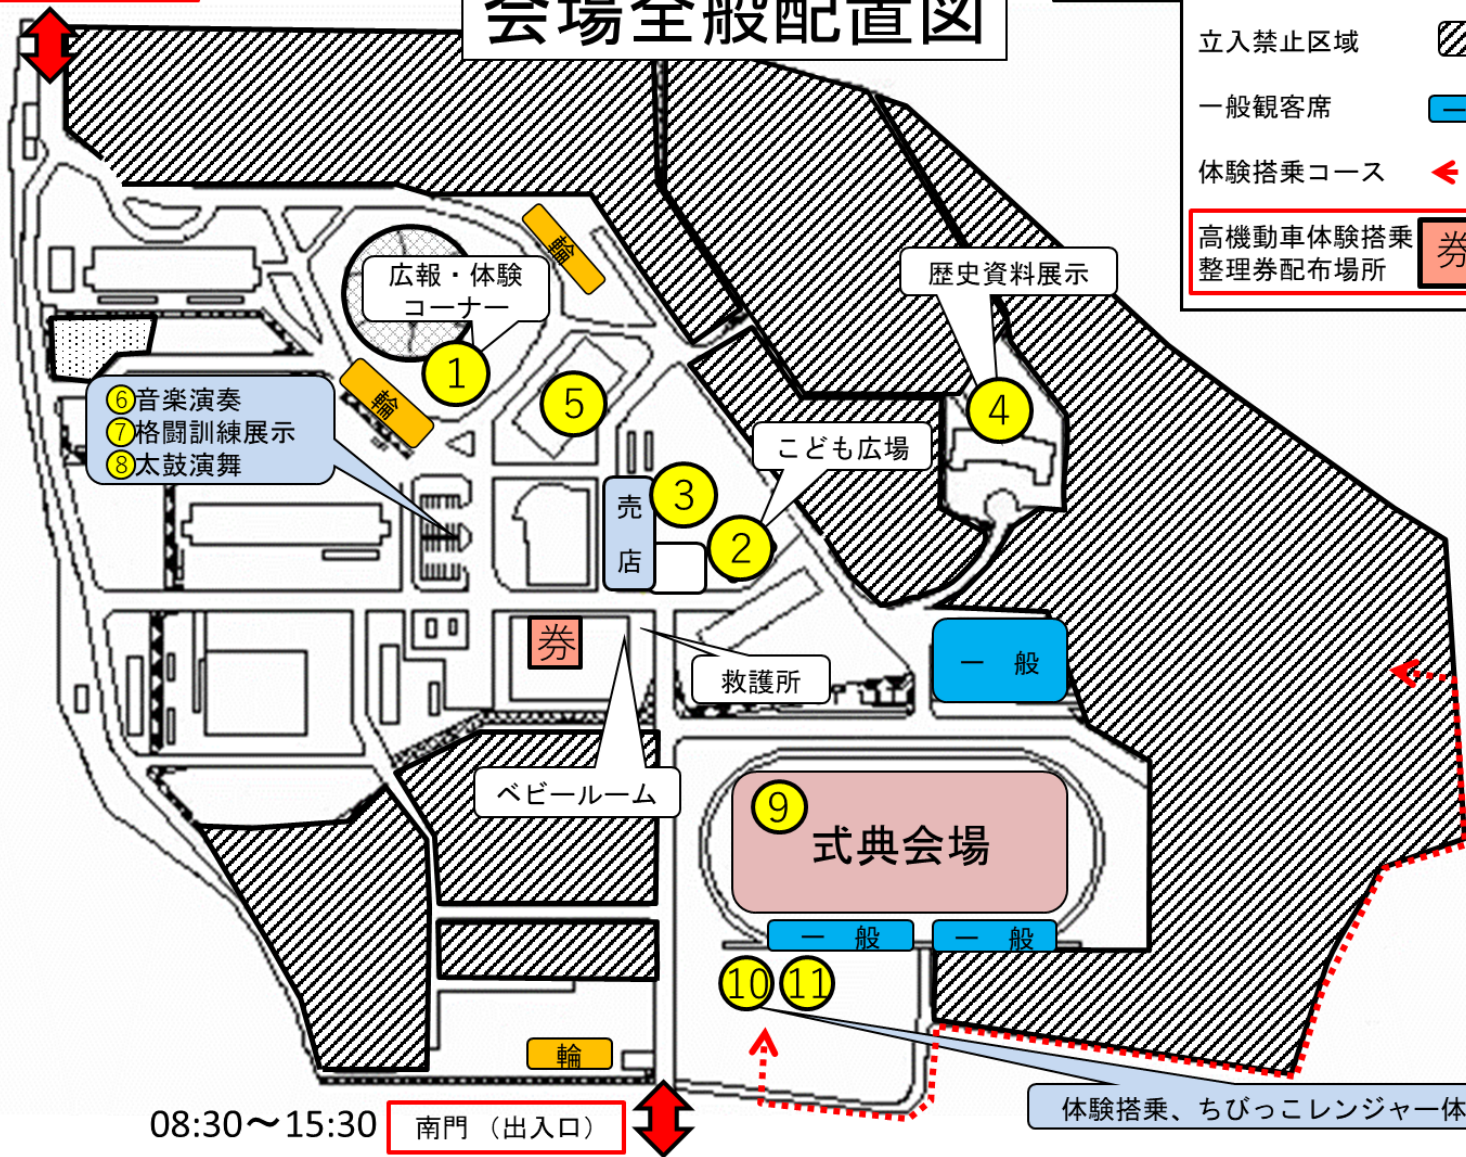 会場全般配置図
立入禁止区域
一般観客席
一
体験搭乗コース
高機動車体験搭乗
整理券配布場所
券
輪
広報・体験
コーナー
歴史資料展示
1
輪
5
4
⑥音楽演奏
⑦格闘訓練展示
⑧太鼓演舞
こども広場
3
売
店
2
券
救護所
一 般
ベビールーム
9
式典会場
一 般
一 般
10
11
輪
体験搭乗、ちびっこレンジャー体
08:30～15:30
南門 （出入口）